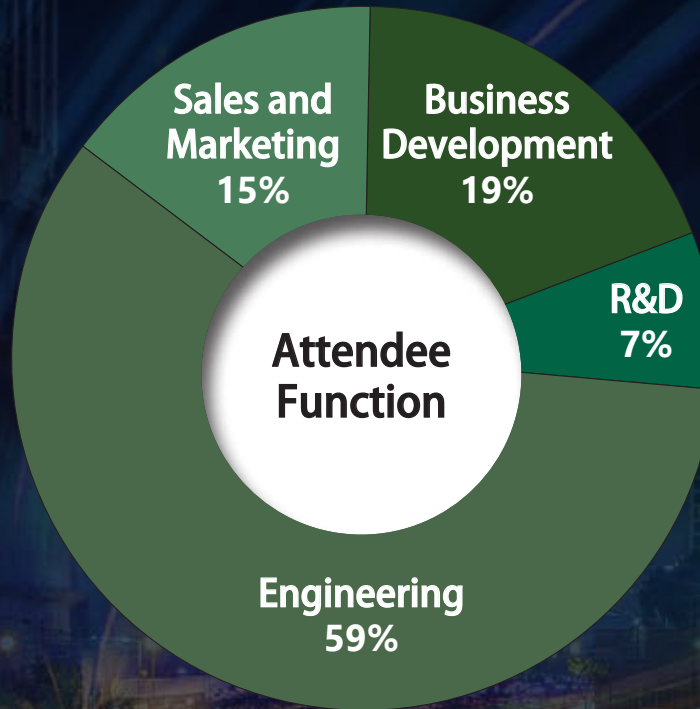 Sales and
Marketing
15%
Business
Development
19%
R&D
7%
Attendee
Function
Engineering
59%